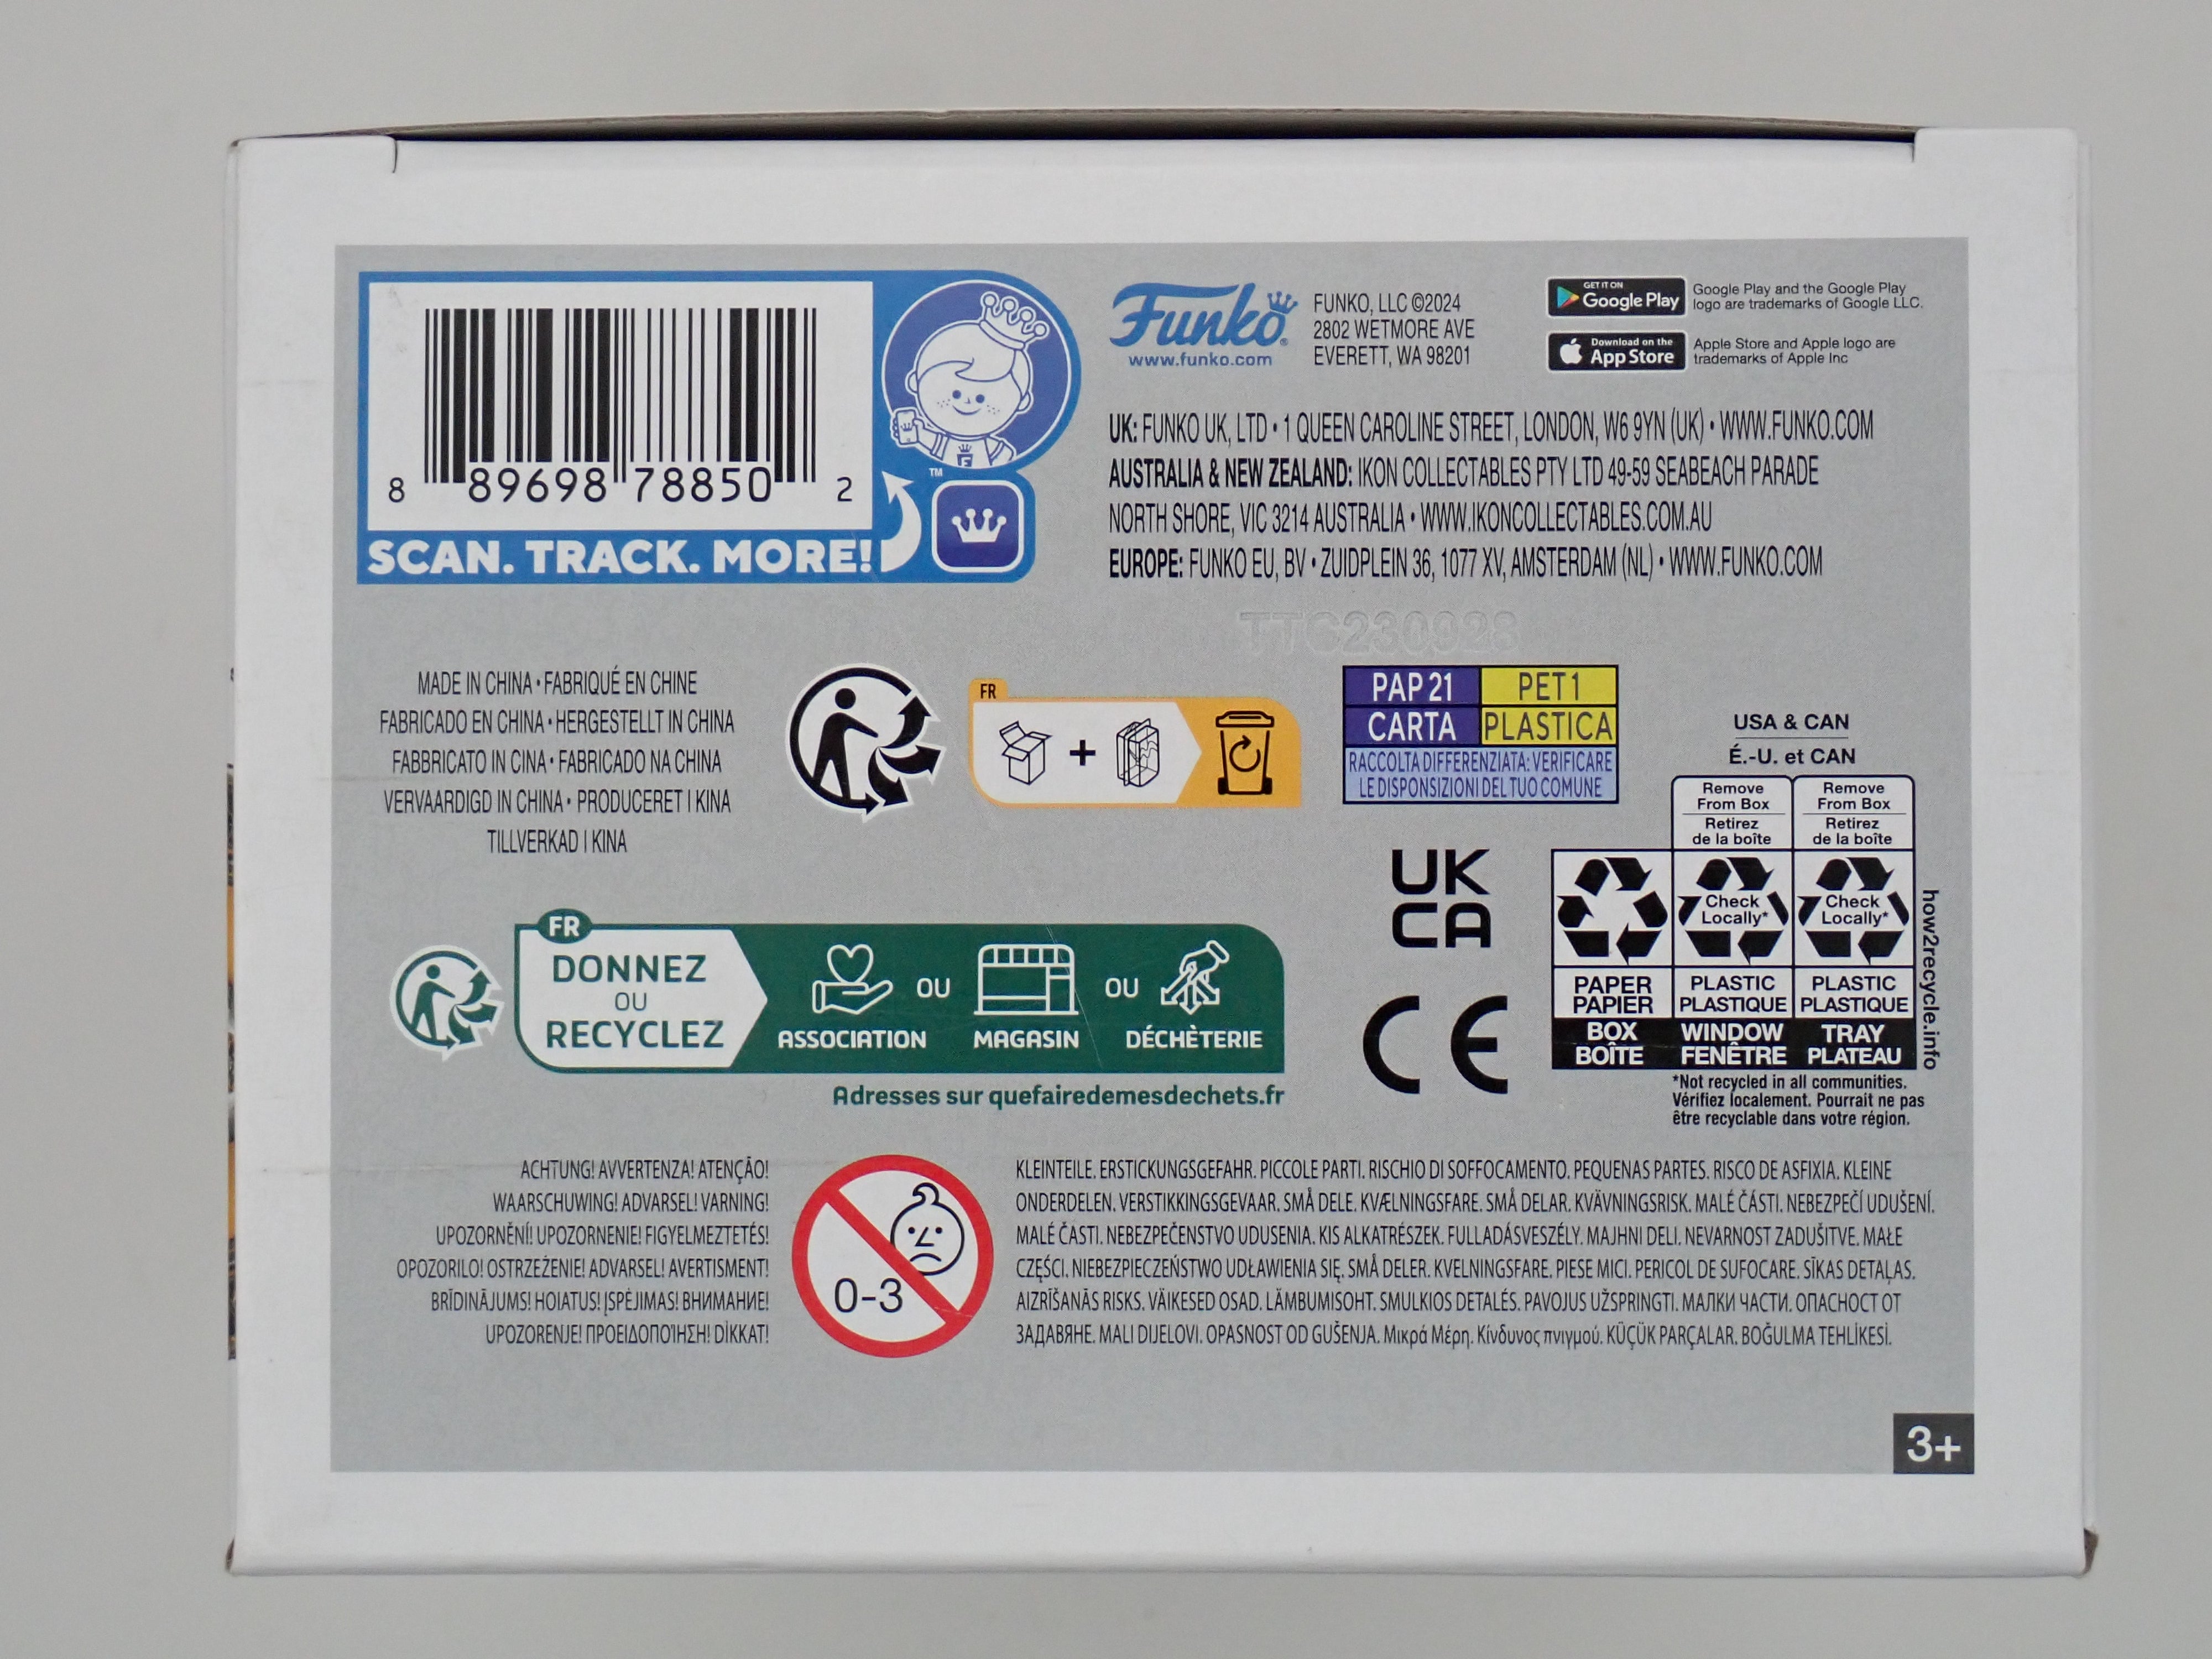 8 89698 78850 2
SCAN. TRACK. MORE!
TM
Funko
www.funko.com
FUNKO, LLC ©2024
2802 WETMORE AVE
EVERETT, WA 98201
GET IT ON
Google Play
Google Play and the Google Play
logo are trademarks of Google LLC.
Download on the
App Store
Apple Store and Apple logo are
trademarks of Apple Inc
UK: FUNKO UK, LTD • 1 QUEEN CAROLINE STREET, LONDON, W6 9YN (UK) • WWW.FUNKO.COM
AUSTRALIA & NEW ZEALAND: IKON COLLECTABLES PTY LTD 49-59 SEABEACH PARADE
NORTH SHORE, VIC 3214 AUSTRALIA • WWW.IKONCOLLECTABLES.COM.AU
EUROPE: FUNKO EU, BV • ZUIDPLEIN 36, 1077 XV, AMSTERDAM (NL) • WWW.FUNKO.COM
TTC230928
MADE IN CHINA • FABRIQUÉ EN CHINE
FABRICADO EN CHINA • HERGESTELLT IN CHINA
FABBRICATO IN CINA • FABRICADO NA CHINA
VERVAARDIGD IN CHINA • PRODUCERET I KINA
TILLVERKAD I KINA
FR
+
PAP 21
PET 1
CARTA
PLASTICA
RACCOLTA DIFFERENZIATA: VERIFICARE
LE DISPONSIZIONI DEL TUO COMUNE
USA & CAN
É.-U. et CAN
Remove
From Box
Retirez
de la boîte
Remove
From Box
Retirez
de la boîte
Check
Locally*
Check
Locally*
PAPER
PAPIER
PLASTIC
PLASTIQUE
PLASTIC
PLASTIQUE
BOX
BOÎTE
WINDOW
FENÊTRE
TRAY
PLATEAU
how2recycle.info
*Not recycled in all communities.
Vérifiez localement. Pourrait ne pas
être recyclable dans votre région.
UK
CA
CE
FR
DONNEZ
OU
RECYCLEZ
ASSOCIATION
OU
MAGASIN
OU
DÉCHÈTERIE
Adresses sur quefairedemesdechets.fr
ACHTUNG! AVVERTENZA! ATENÇÃO!
WAARSCHUWING! ADVARSEL! VARNING!
UPOZORNĚNÍ! UPOZORNENIE! FIGYELMEZTETÉS!
OPOZORILO! OSTRZEŻENIE! ADVARSEL! AVERTISMENT!
BRĪDINĀJUMS! HOIATUS! ĮSPĖJIMAS! ВНИМАНИЕ!
UPOZORENJE! ΠΡΟΕΙΔΟΠΟΊΗΣΗ! DİKKAT!
0-3
KLEINTEILE. ERSTICKUNGSGEFAHR. PICCOLE PARTI. RISCHIO DI SOFFOCAMENTO. PEQUENAS PARTES. RISCO DE ASFIXIA. KLEINE
ONDERDELEN. VERSTIKKINGSGEVAAR. SMÅ DELE. KVÆLNINGSFARE. SMÅ DELAR. KVÄVNINGSRISK. MALÉ ČÁSTI. NEBEZPEČÍ UDUŠENÍ.
MALÉ ČASTI. NEBEZPEČENSTVO UDUSENIA. KIS ALKATRÉSZEK. FULLADÁSVESZÉLY. MAJHNI DELI. NEVARNOST ZADUŠITVE. MAŁE
CZĘŚCI. NIEBEZPIECZEŃSTWO UDŁAWIENIA SIĘ. SMÅ DELER. KVELNINGSFARE. PIESE MICI. PERICOL DE SUFOCARE. SĪKAS DETAĻAS.
AIZRĪŠANĀS RISKS. VÄIKESED OSAD. LÄMBUMISOHT. SMULKIOS DETALĖS. PAVOJUS UŽSPRINGTI. МАЛКИ ЧАСТИ. ОПАСНОСТ ОТ
ЗАДАВЯНЕ. MALI DIJELOVI. OPASNOST OD GUŠENJA. Μικρά Μέρη. Κίνδυνος πνιγμού. KÜÇÜK PARÇALAR. BOĞULMA TEHLİKESİ.
3+